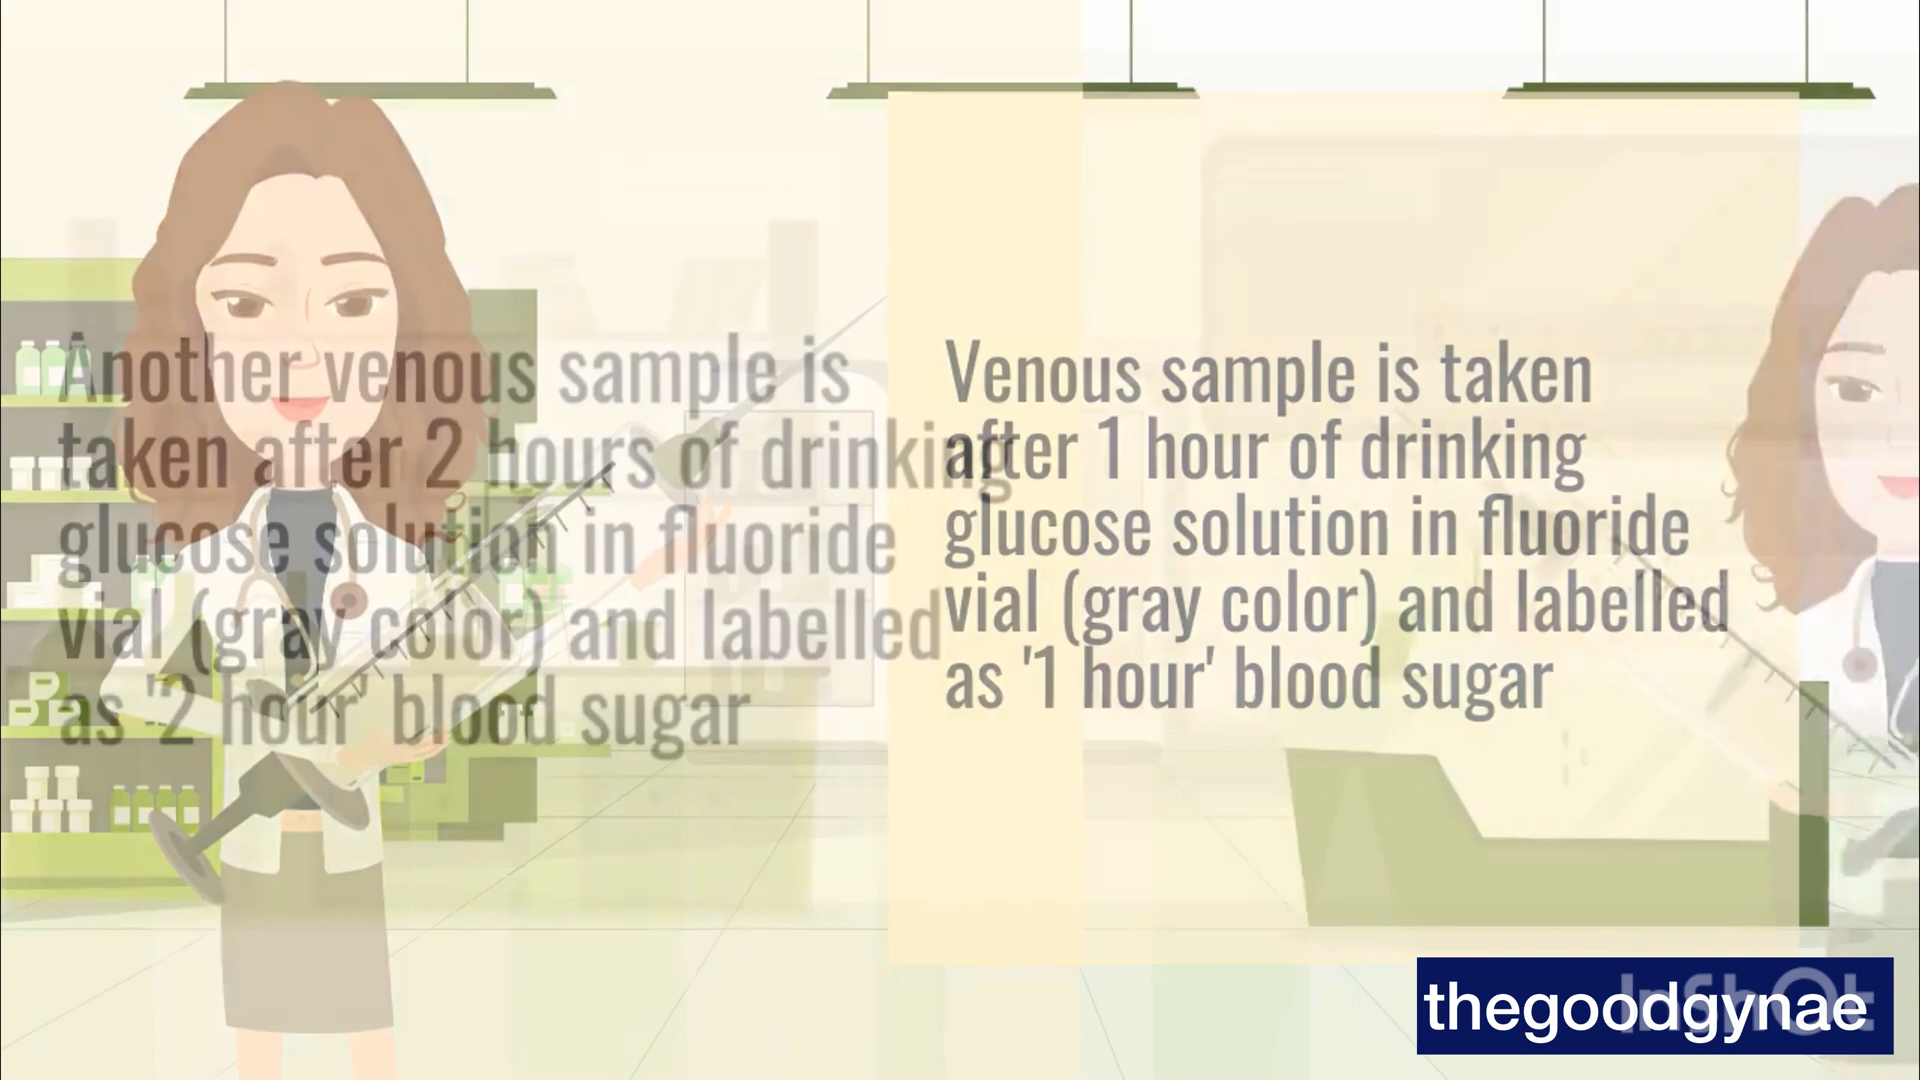 Another venous sample is
taken after 2 hours of drinking
glucose solution in fluoride
vial (gray color) and labelled
as '2 hour' blood sugar
Venous sample is taken
after 1 hour of drinking
glucose solution in fluoride
vial (gray color) and labelled
as '1 hour' blood sugar
thegoodgynae
InShOt